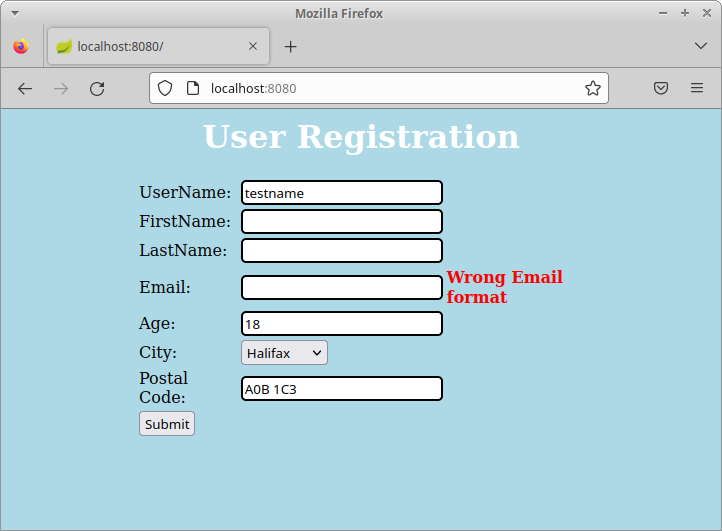 Mozilla Firefox
localhost:8080/
localhost:8080
User Registration
UserName: testname
FirstName:
LastName:
Email: Wrong Email
format
Age: 18
City: Halifax
Postal
Code: A0B 1C3
Submit